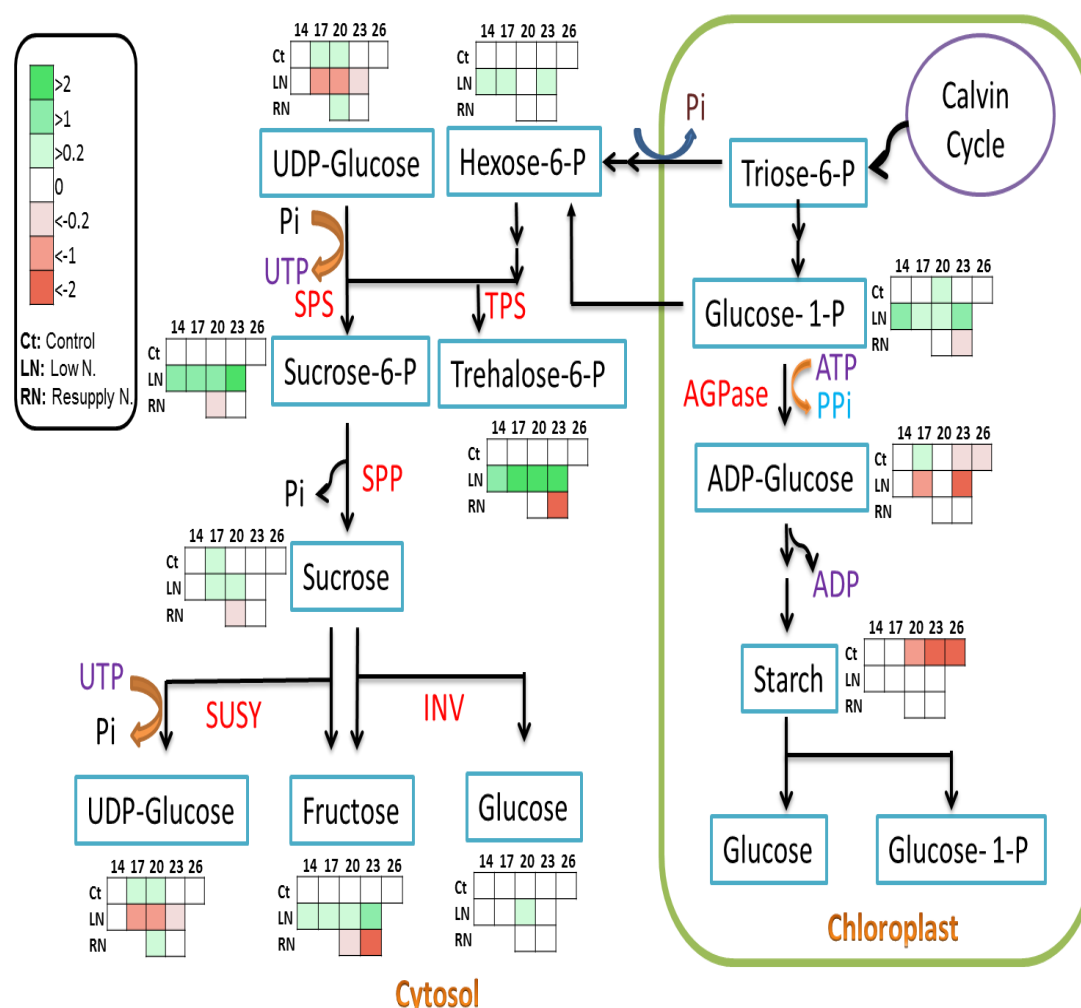 >2
>1
>0.2
0
<-0.2
<-1
<-2
Ct: Control
LN: Low N.
RN: Resupply N.
14 17 20 23 26
Ct
LN
RN
UDP-Glucose
14 17 20 23 26
Ct
LN
RN
Hexose-6-P
Pi
Calvin
Cycle
Triose-6-P
Pi
UTP
SPS
TPS
14 17 20 23 26
Ct
LN
RN
Glucose- 1-P
14 17 20 23 26
Ct
LN
RN
Sucrose-6-P
Trehalose-6-P
14 17 20 23 26
Ct
LN
RN
AGPase
ATP
PPi
14 17 20 23 26
Ct
LN
RN
ADP-Glucose
SPP
Pi
14 17 20 23 26
Ct
LN
RN
Sucrose
ADP
14 17 20 23 26
Ct
LN
RN
Starch
UTP
Pi
SUSY
INV
UDP-Glucose
Fructose
Glucose
Glucose
Glucose- 1-P
14 17 20 23 26
Ct
LN
RN
14 17 20 23 26
Ct
LN
RN
14 17 20 23 26
Ct
LN
RN
Chloroplast
Cytosol